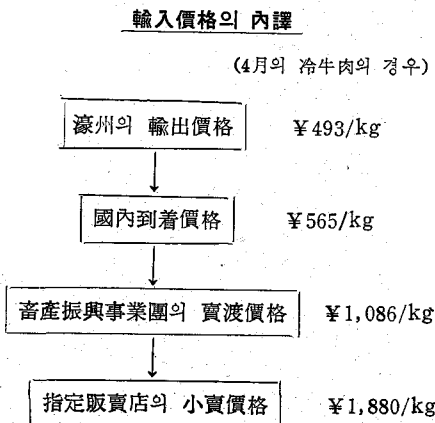 輸入價格의 內譯
(4月의 冷牛肉의 경우)
濠州의 輸出價格 ¥493/kg
國內到着價格 ¥565/kg
畜產振興事業團의 賣渡價格 ¥1,086/kg
指定販賣店의 小賣價格 ¥1,880/kg